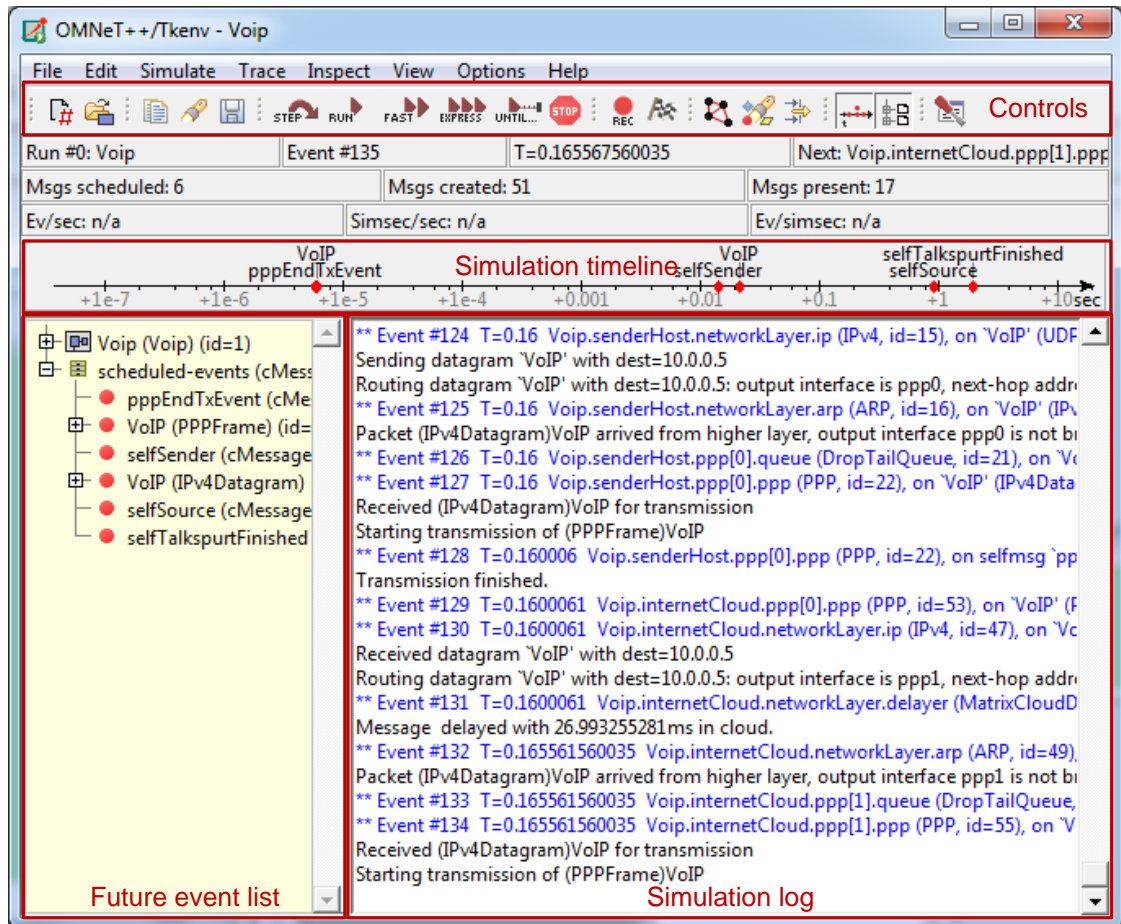 OMNeT++/Tkenv - Voip
File Edit Simulate Trace Inspect View Options Help
STEP RUN FAST EXPRESS UNTIL... STOP REC Controls
Run #0: Voip Event #135 T=0.165567560035 Next: Voip.internetCloud.ppp[1].ppp
Msgs scheduled: 6 Msgs created: 51 Msgs present: 17
Ev/sec: n/a Simsec/sec: n/a Ev/simsec: n/a
VoIP VoIP selfTalkspurtFinished
pppEndTxEvent Simulation timeline selfSender selfSource
+1e-7 +1e-6 +1e-5 +1e-4 +0.001 +0.01 +0.1 +1 +10 sec
Voip (Voip) (id=1)
scheduled-events (cMess
pppEndTxEvent (cMe
VoIP (PPPFrame) (id=
selfSender (cMessage
VoIP (IPv4Datagram)
selfSource (cMessage
selfTalkspurtFinished
Future event list
** Event #124 T=0.16 Voip.senderHost.networkLayer.ip (IPv4, id=15), on `VoIP' (UDP
Sending datagram `VoIP' with dest=10.0.0.5
Routing datagram `VoIP' with dest=10.0.0.5: output interface is ppp0, next-hop addre
** Event #125 T=0.16 Voip.senderHost.networkLayer.arp (ARP, id=16), on `VoIP' (IPv
Packet (IPv4Datagram)VoIP arrived from higher layer, output interface ppp0 is not br
** Event #126 T=0.16 Voip.senderHost.ppp[0].queue (DropTailQueue, id=21), on `Vo
** Event #127 T=0.16 Voip.senderHost.ppp[0].ppp (PPP, id=22), on `VoIP' (IPv4Data
Received (IPv4Datagram)VoIP for transmission
Starting transmission of (PPPFrame)VoIP
** Event #128 T=0.160006 Voip.senderHost.ppp[0].ppp (PPP, id=22), on selfmsg `pp
Transmission finished.
** Event #129 T=0.1600061 Voip.internetCloud.ppp[0].ppp (PPP, id=53), on `VoIP' (P
** Event #130 T=0.1600061 Voip.internetCloud.networkLayer.ip (IPv4, id=47), on `Vo
Received datagram `VoIP' with dest=10.0.0.5
Routing datagram `VoIP' with dest=10.0.0.5: output interface is ppp1, next-hop addre
** Event #131 T=0.1600061 Voip.internetCloud.networkLayer.delayer (MatrixCloudD
Message delayed with 26.993255281ms in cloud.
** Event #132 T=0.165561560035 Voip.internetCloud.networkLayer.arp (ARP, id=49),
Packet (IPv4Datagram)VoIP arrived from higher layer, output interface ppp1 is not br
** Event #133 T=0.165561560035 Voip.internetCloud.ppp[1].queue (DropTailQueue,
** Event #134 T=0.165561560035 Voip.internetCloud.ppp[1].ppp (PPP, id=55), on `V
Received (IPv4Datagram)VoIP for transmission
Starting transmission of (PPPFrame)VoIP
Simulation log